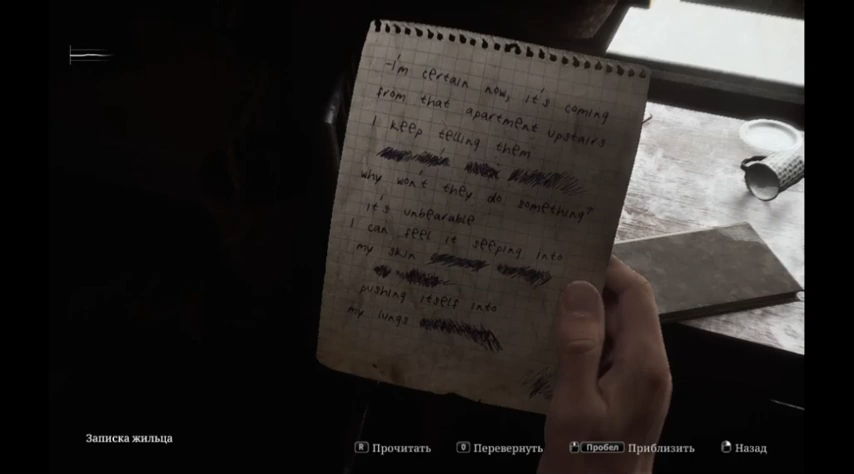 -I'm certain now, it's coming
from that apartment upstairs
I keep telling them
why won't they do something?
it's unbearable
I can feel it seeping into
my skin
pushing itself into
my lungs
Записка жильца
R Прочитать
O Перевернуть
Пробел Приблизить
Назад